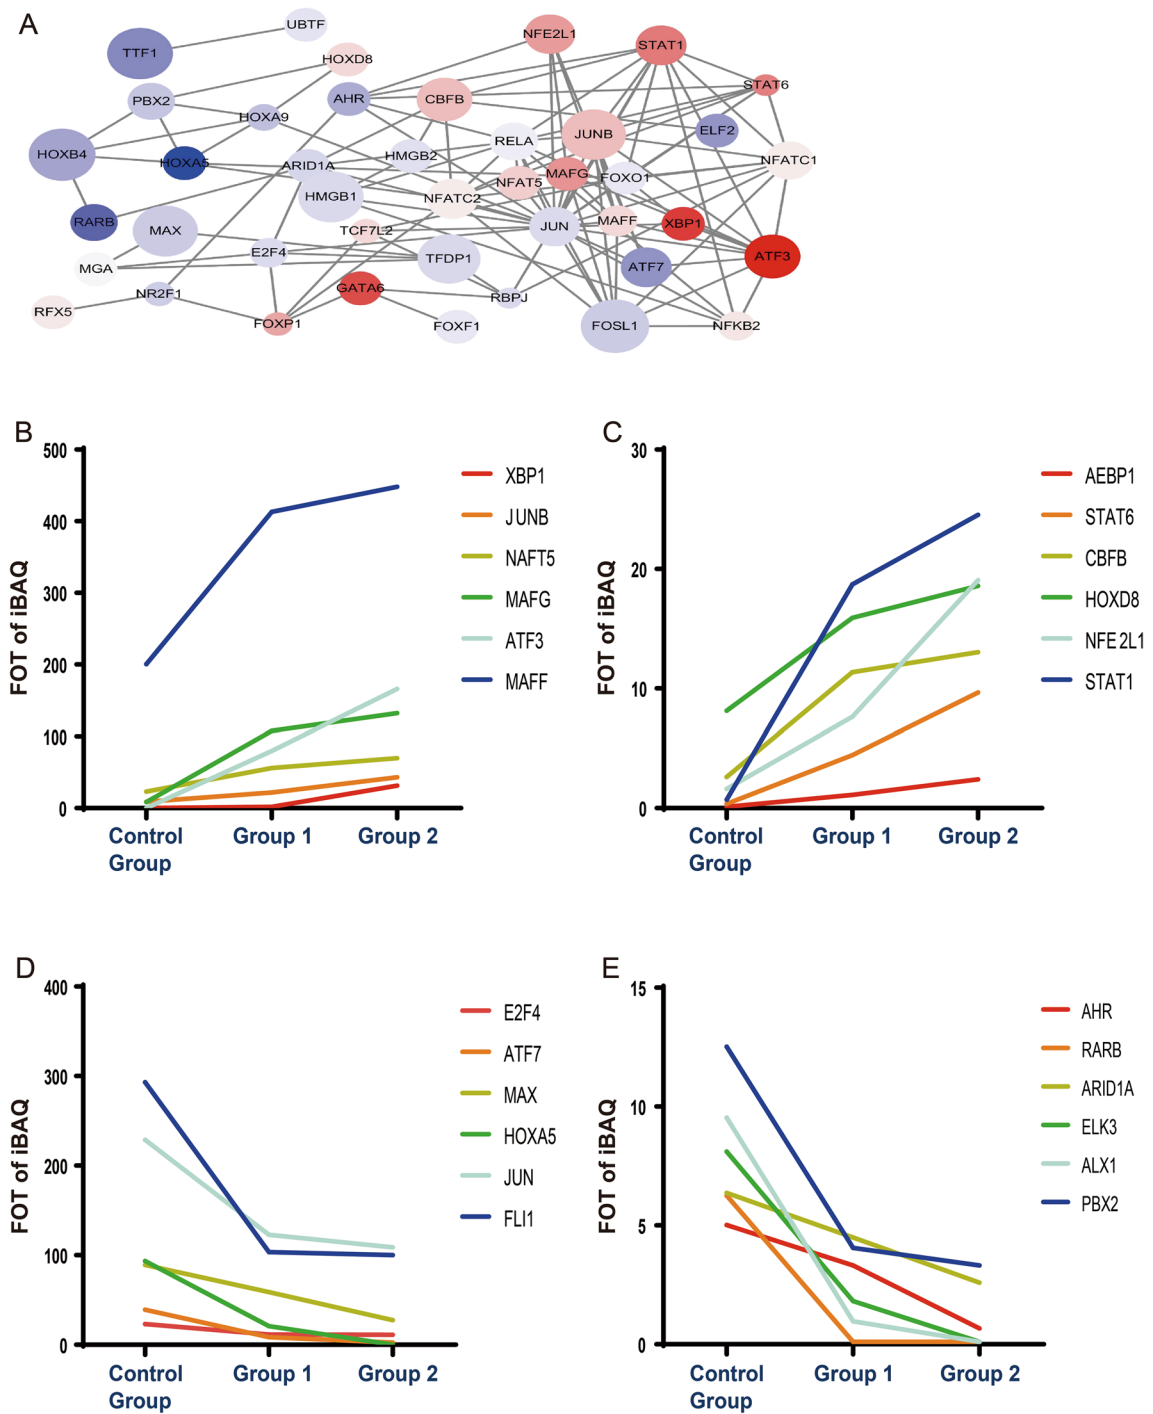 A
UBTF
TTF1
NFE2L1
STAT1
HOXD8
STAT6
PBX2
AHR
CBFB
HOXA9
ELF2
JUNB
RELA
HOXB4
HOXA5
ARID1A
HMGB2
NFATC1
MAFG
FOXO1
NFAT5
HMGB1
NFATC2
RARB
MAX
TCF7L2
JUN
MAFF
XBP1
E2F4
TFDP1
ATF3
MGA
ATF7
NR2F1
GATA6
RBPJ
RFX5
FOXP1
FOXF1
FOSL1
NFKB2
B
500
400
300
200
100
0
FOT of iBAQ
Control
Group
Group 1
Group 2
XBP1
JUNB
NAFT5
MAFG
ATF3
MAFF
C
30
20
10
0
FOT of iBAQ
Control
Group
Group 1
Group 2
AEBP1
STAT6
CBFB
HOXD8
NFE2L1
STAT1
D
400
300
200
100
0
FOT of iBAQ
Control
Group
Group 1
Group 2
E2F4
ATF7
MAX
HOXA5
JUN
FLI1
E
15
10
5
0
FOT of iBAQ
Control
Group
Group 1
Group 2
AHR
RARB
ARID1A
ELK3
ALX1
PBX2